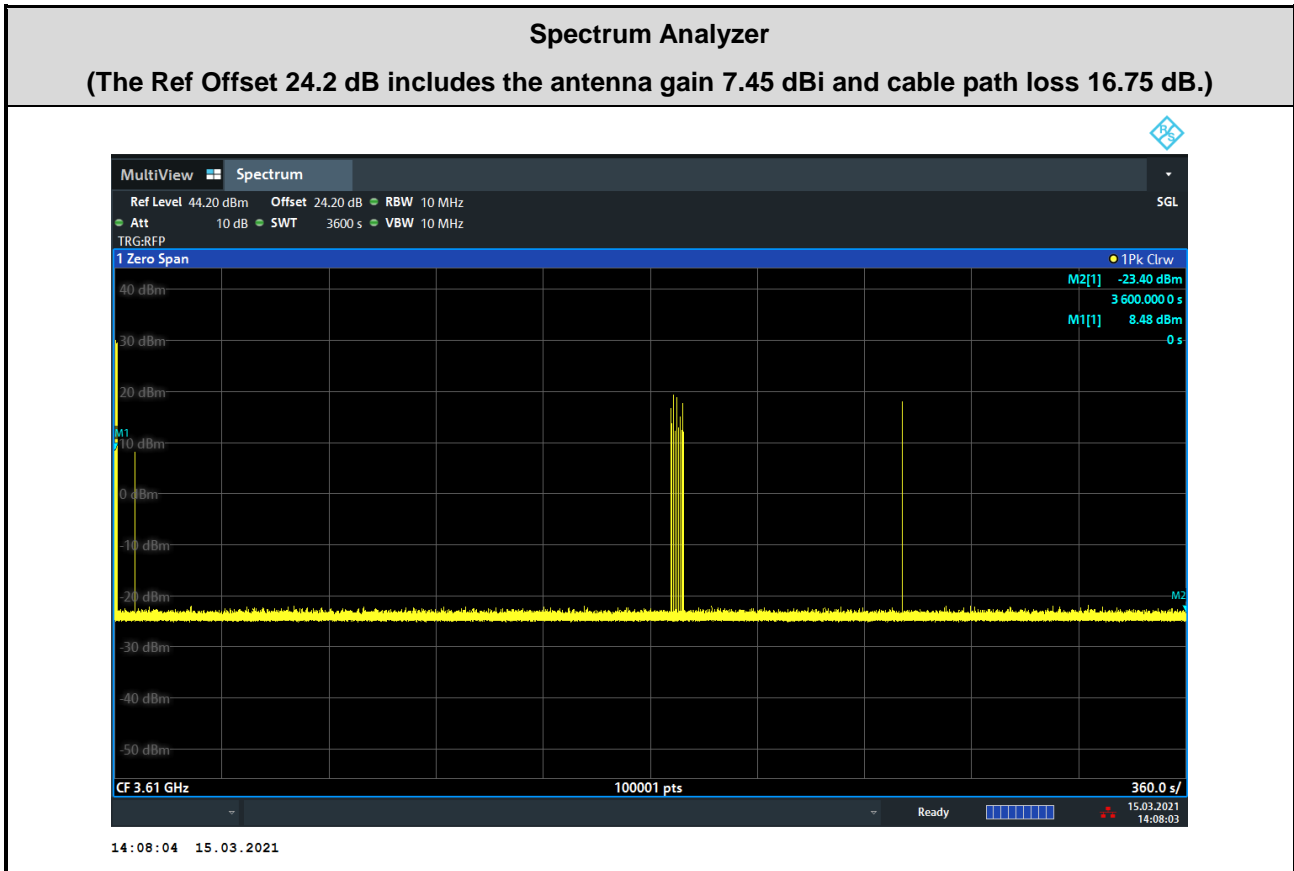 Spectrum Analyzer
(The Ref Offset 24.2 dB includes the antenna gain 7.45 dBi and cable path loss 16.75 dB.)
R S
MultiView Spectrum
Ref Level 44.20 dBm Offset 24.20 dB RBW 10 MHz SGL
Att 10 dB SWT 3600 s VBW 10 MHz
TRG:RFP
1 Zero Span 1Pk Clrw
M2[1] -23.40 dBm
3 600.000 0 s
M1[1] 8.48 dBm
0 s
40 dBm
30 dBm
20 dBm
M1
10 dBm
0 dBm
-10 dBm
-20 dBm
M2
-30 dBm
-40 dBm
-50 dBm
CF 3.61 GHz 100001 pts 360.0 s/
Ready 15.03.2021
14:08:03
14:08:04 15.03.2021